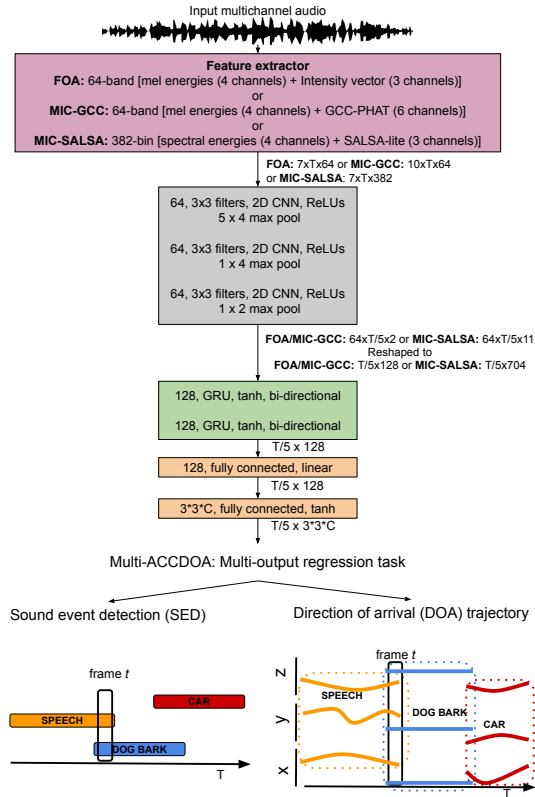 Input multichannel audio
Feature extractor
FOA: 64-band [mel energies (4 channels) + Intensity vector (3 channels)]
or
MIC-GCC: 64-band [mel energies (4 channels) + GCC-PHAT (6 channels)]
or
MIC-SALSA: 382-bin [spectral energies (4 channels) + SALSA-lite (3 channels)]
FOA: 7xTx64 or MIC-GCC: 10xTx64
or MIC-SALSA: 7xTx382
64, 3x3 filters, 2D CNN, ReLUs
5 x 4 max pool
64, 3x3 filters, 2D CNN, ReLUs
1 x 4 max pool
64, 3x3 filters, 2D CNN, ReLUs
1 x 2 max pool
FOA/MIC-GCC: 64xT/5x2 or MIC-SALSA: 64xT/5x11
Reshaped to
FOA/MIC-GCC: T/5x128 or MIC-SALSA: T/5x704
128, GRU, tanh, bi-directional
128, GRU, tanh, bi-directional
T/5 x 128
128, fully connected, linear
T/5 x 128
3*3*C, fully connected, tanh
T/5 x 3*3*C
Multi-ACCDOA: Multi-output regression task
Sound event detection (SED)
frame t
CAR
SPEECH
DOG BARK
T
Direction of arrival (DOA) trajectory
frame t
z
SPEECH
y
DOG BARK
CAR
x
T